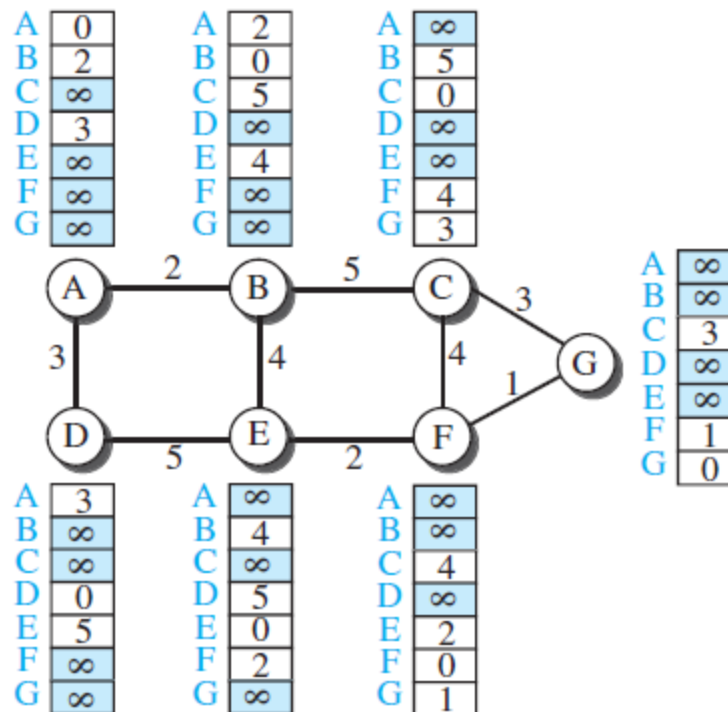 A 0 A 2 A ∞
B 2 B 0 B 5
C ∞ C 5 C 0
D 3 D ∞ D ∞
E ∞ E 4 E ∞
F ∞ F ∞ F 4
G ∞ G ∞ G 3
A 2 B 5 C
3 4 4 3 1 G
D 5 E 2 F
A ∞
B ∞
C 3
D ∞
E ∞
F 1
G 0
A 3 A ∞ A ∞
B ∞ B 4 B ∞
C ∞ C ∞ C 4
D 0 D 5 D ∞
E 5 E 0 E 2
F ∞ F 2 F 0
G ∞ G ∞ G 1